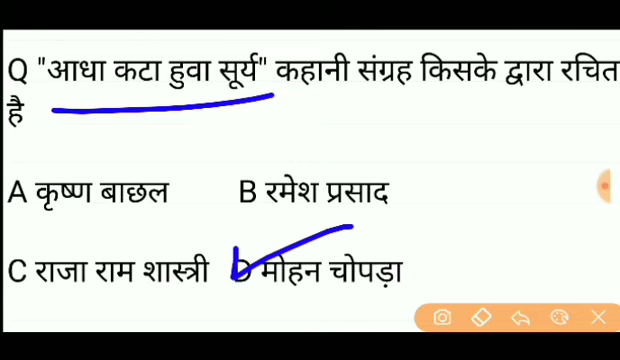 Q "आधा कटा हुवा सूर्य" कहानी संग्रह किसके द्वारा रचित
है
A कृष्ण बाछल B रमेश प्रसाद
C राजा राम शास्त्री D मोहन चोपड़ा